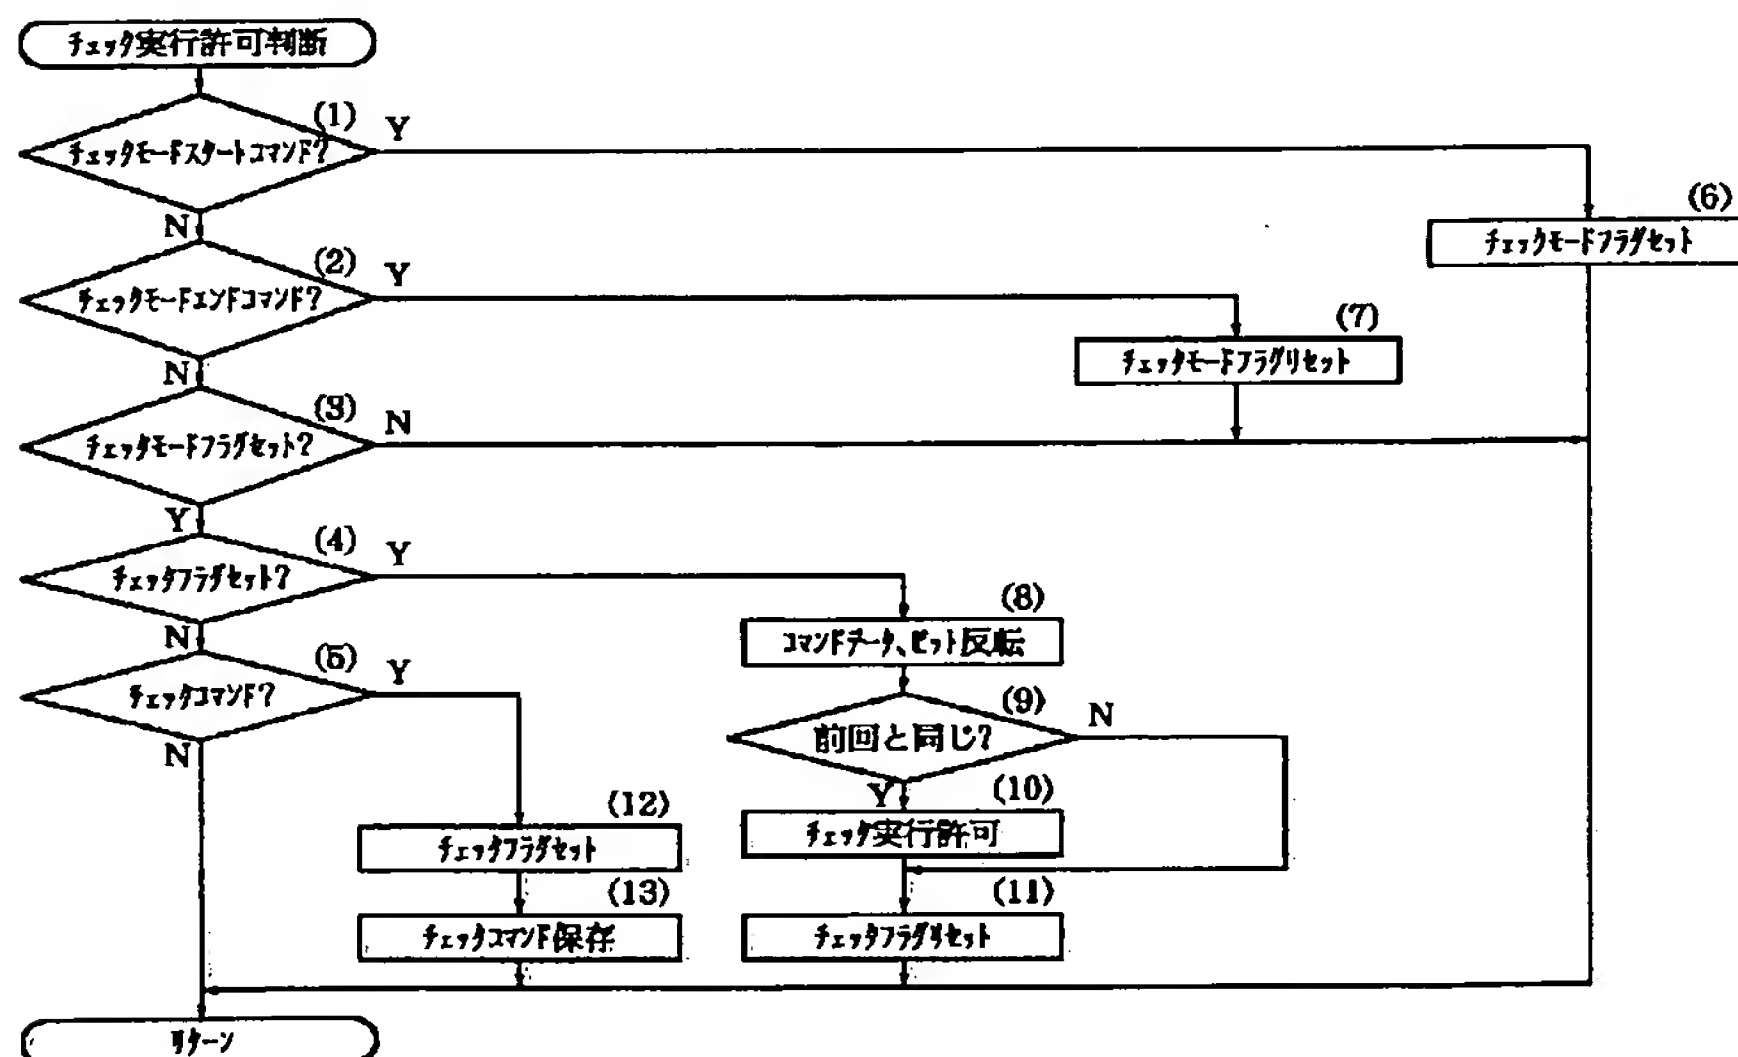 チェック実行許可判断
(1)
Y
チェックモードスタートコマンド?
N
(6)
チェックモードフラグセット
(2)
Y
チェックモードエンドコマンド?
N
(7)
チェックモードフラグリセット
(3)
N
チェックモードフラグセット?
Y
(4)
Y
チェックフラグセット?
N
(8)
コマンドデータ、ビット反転
(5)
Y
チェックコマンド?
N
(9)
N
前回と同じ?
Y
(10)
チェック実行許可
(12)
チェックフラグセット
(11)
チェックフラグリセット
(13)
チェックコマンド保存
リターン